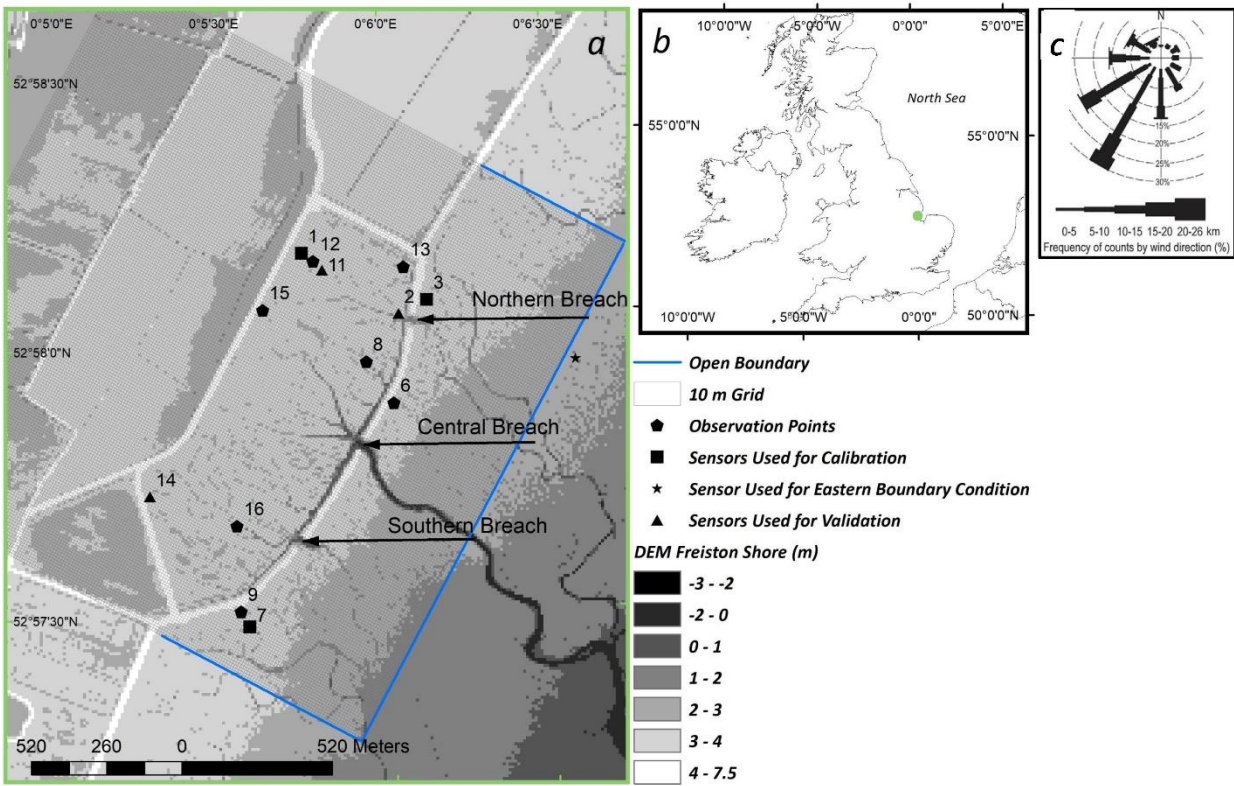 0°5'0"E 0°5'30"E 0°6'0"E 0°6'30"E
a
52°58'30"N
1
12
11
13
3
2
Northern Breach
15
52°58'0"N
8
6
Central Breach
14
16
Southern Breach
9
7
52°57'30"N
520 260 0 520 Meters
10°0'0"W 5°0'0"W 0°0'0"E 5°0'0"E
b
North Sea
55°0'0"N 55°0'0"N
50°0'0"N
10°0'0"W 5°0'0"W 0°0'0"E
c
N
15%
20%
25%
30%
0-5 5-10 10-15 15-20 20-26 km
Frequency of counts by wind direction (%)
Open Boundary
10 m Grid
Observation Points
Sensors Used for Calibration
Sensor Used for Eastern Boundary Condition
Sensors Used for Validation
DEM Freiston Shore (m)
-3 - -2
-2 - 0
0 - 1
1 - 2
2 - 3
3 - 4
4 - 7.5